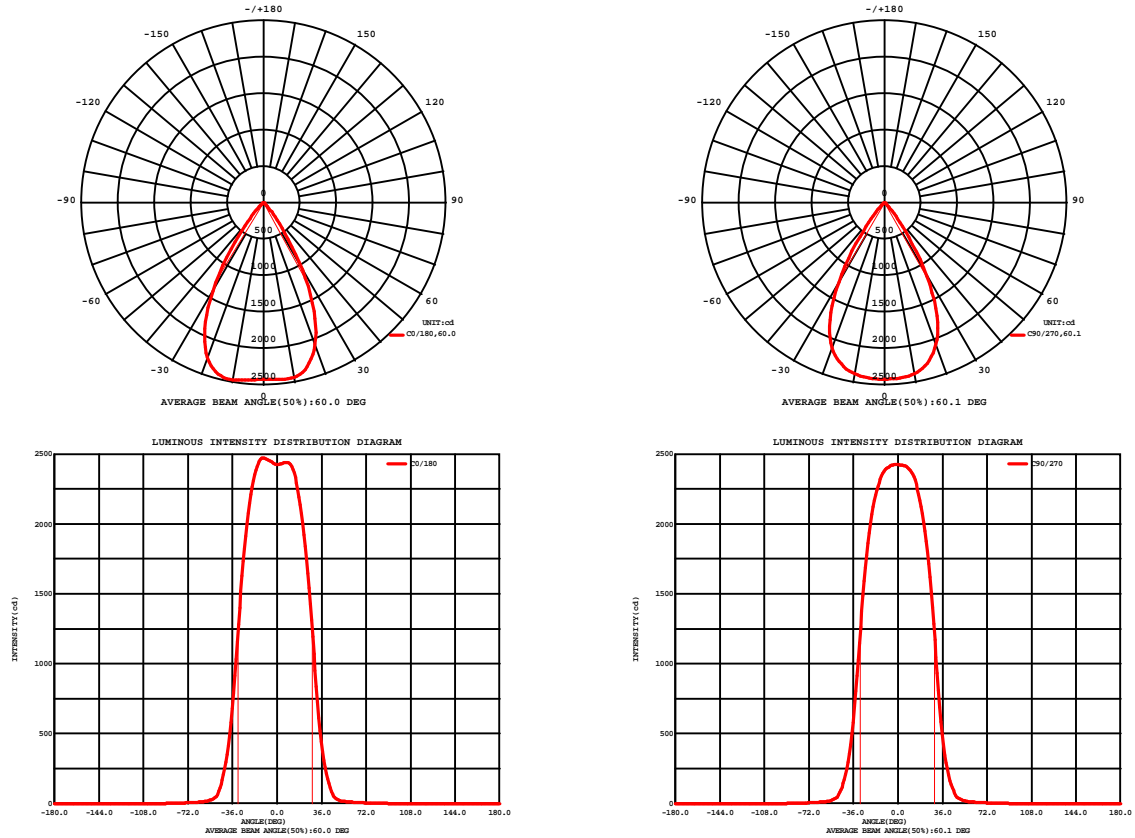 -/+180
-150
150
-120
120
-90
90
-60
60
-30
30
0
0
500
1000
1500
2000
2500
UNIT:cd
C0/180,60.0
AVERAGE BEAM ANGLE(50%):60.0 DEG
-/+180
-150
150
-120
120
-90
90
-60
60
-30
30
0
0
500
1000
1500
2000
2500
UNIT:cd
C90/270,60.1
AVERAGE BEAM ANGLE(50%):60.1 DEG
LUMINOUS INTENSITY DISTRIBUTION DIAGRAM
C0/180
INTENSITY(cd)
2500
2000
1500
1000
500
0
-180.0 -144.0 -108.0 -72.0 -36.0 0.0 36.0 72.0 108.0 144.0 180.0
ANGLE(DEG)
AVERAGE BEAM ANGLE(50%):60.0 DEG
LUMINOUS INTENSITY DISTRIBUTION DIAGRAM
C90/270
INTENSITY(cd)
2500
2000
1500
1000
500
0
-180.0 -144.0 -108.0 -72.0 -36.0 0.0 36.0 72.0 108.0 144.0 180.0
ANGLE(DEG)
AVERAGE BEAM ANGLE(50%):60.1 DEG